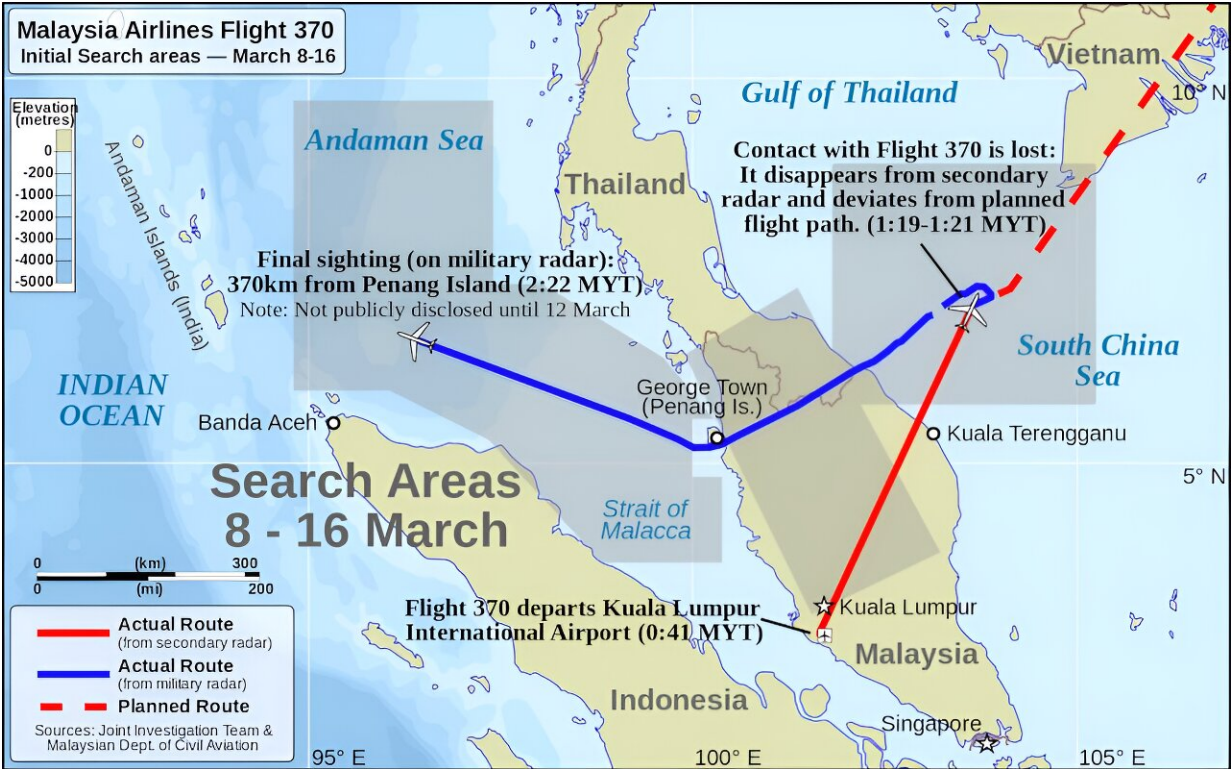 Malaysia Airlines Flight 370
Initial Search areas — March 8-16
Elevation
(metres)
0
-200
-1000
-2000
-3000
-4000
-5000
Andaman Islands (India)
Andaman Sea
Gulf of Thailand
Vietnam
10° N
Thailand
Contact with Flight 370 is lost:
It disappears from secondary
radar and deviates from planned
flight path. (1:19-1:21 MYT)
Final sighting (on military radar):
370km from Penang Island (2:22 MYT)
Note: Not publicly disclosed until 12 March
South China
Sea
INDIAN
OCEAN
George Town
(Penang Is.)
Banda Aceh
Kuala Terengganu
Search Areas
8 - 16 March
5° N
Strait of
Malacca
0 (km) 300
0 (mi) 200
Flight 370 departs Kuala Lumpur
International Airport (0:41 MYT)
Kuala Lumpur
Malaysia
Indonesia
Singapore
Actual Route
(from secondary radar)
Actual Route
(from military radar)
Planned Route
Sources: Joint Investigation Team &
Malaysian Dept. of Civil Aviation
95° E
100° E
105° E